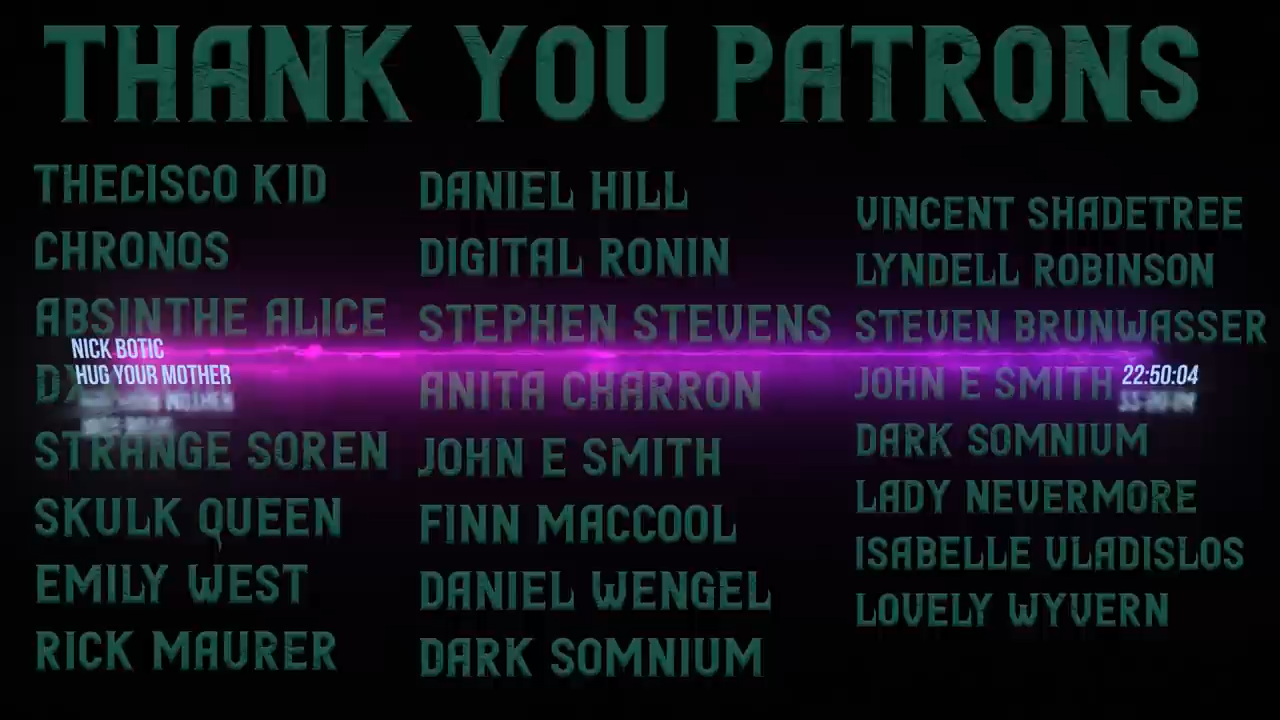 THANK YOU PATRONS
THECISCO KID
CHRONOS
ABSINTHE ALICE
STRANGE SOREN
SKULK QUEEN
EMILY WEST
RICK MAURER
DANIEL HILL
DIGITAL RONIN
STEPHEN STEVENS
ANITA CHARRON
JOHN E SMITH
FINN MACCOOL
DANIEL WENGEL
DARK SOMNIUM
VINCENT SHADETREE
LYNDELL ROBINSON
STEVEN BRUNWASSER
JOHN E SMITH
DARK SOMNIUM
LADY NEVERMORE
ISABELLE VLADISLOS
LOVELY WYVERN
NICK BOTIC
HUG YOUR MOTHER
22:50:04